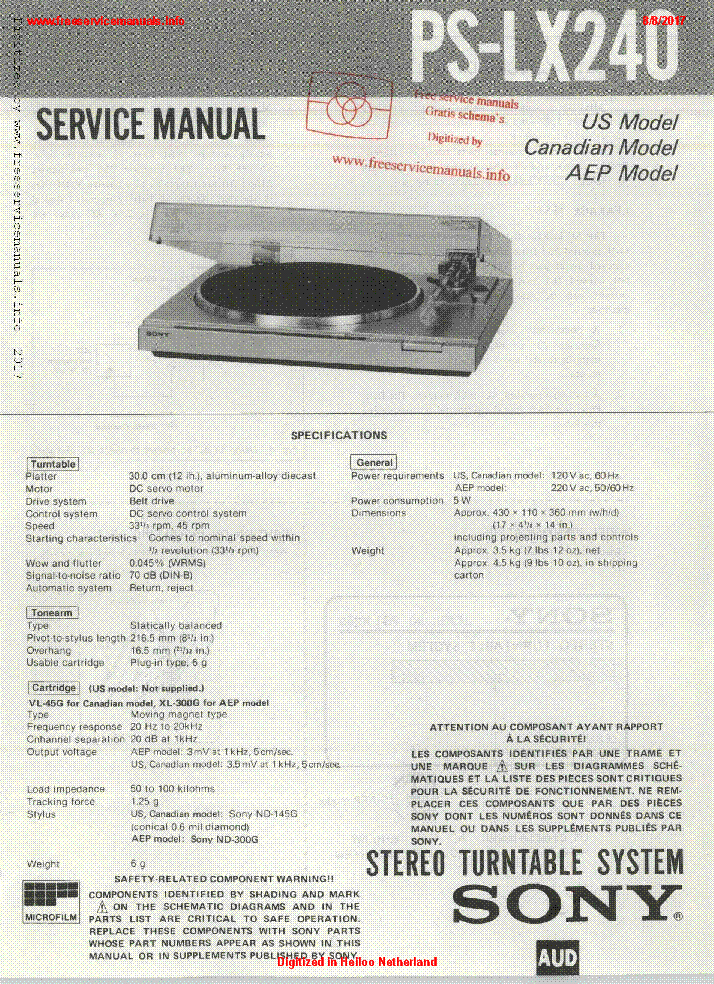 www.freeservicemanuals.info
8/8/2017
PS-LX240
SERVICE MANUAL
Free service manuals
Gratis schema's
Digitized by
www.freeservicemanuals.info
US Model
Canadian Model
AEP Model
www.freeservicemanuals.info 2017
SONY
SPECIFICATIONS
Turntable
Platter 30.0 cm (12 in.), aluminum-alloy diecast
Motor DC servo motor
Drive system Belt drive
Control system DC servo control system
Speed 33 1/3 rpm, 45 rpm
Starting characteristics Comes to nominal speed within
1/2 revolution (33 1/3 rpm)
Wow and flutter 0.045% (WRMS)
Signal-to-noise ratio 70 dB (DIN-B)
Automatic system Return, reject
Tonearm
Type Statically balanced
Pivot-to-stylus length 216.5 mm (8 5/8 in.)
Overhang 16.5 mm (21/32 in.)
Usable cartridge Plug-in type, 6 g
Cartridge (US model: Not supplied.)
VL-45G for Canadian model, XL-300G for AEP model
Type Moving magnet type
Frequency response 20 Hz to 20kHz
Channel separation 20 dB at 1kHz
Output voltage AEP model: 3mV at 1kHz, 5cm/sec.
US, Canadian model: 3.5mV at 1kHz, 5cm/sec.
Load impedance 50 to 100 kilohms
Tracking force 1.25 g
Stylus US, Canadian model: Sony ND-145G
(conical 0.6 mil diamond)
AEP model: Sony ND-300G
Weight 6 g
General
Power requirements US, Canadian model: 120V ac, 60Hz
AEP model: 220V ac, 50/60Hz
Power consumption 5W
Dimensions Approx. 430 × 110 × 360 mm (w/h/d)
(17 × 4 3/8 × 14 in.)
including projecting parts and controls
Weight Approx. 3.5 kg (7 lbs 12 oz), net
Approx. 4.5 kg (9 lbs 10 oz), in shipping
carton
SAFETY-RELATED COMPONENT WARNING!!
COMPONENTS IDENTIFIED BY SHADING AND MARK
⚠ ON THE SCHEMATIC DIAGRAMS AND IN THE
PARTS LIST ARE CRITICAL TO SAFE OPERATION.
REPLACE THESE COMPONENTS WITH SONY PARTS
WHOSE PART NUMBERS APPEAR AS SHOWN IN THIS
MANUAL OR IN SUPPLEMENTS PUBLISHED BY SONY.
MICROFILM
ATTENTION AU COMPOSANT AYANT RAPPORT
À LA SÉCURITÉ!
LES COMPOSANTS IDENTIFIÉS PAR UNE TRAME ET
UNE MARQUE ⚠ SUR LES DIAGRAMMES SCHÉ-
MATIQUES ET LA LISTE DES PIÈCES SONT CRITIQUES
POUR LA SÉCURITÉ DE FONCTIONNEMENT. NE REM-
PLACER CES COMPOSANTS QUE PAR DES PIÈCES
SONY DONT LES NUMÉROS SONT DONNÉS DANS CE
MANUEL OU DANS LES SUPPLÉMENTS PUBLIÉS PAR
SONY.
STEREO TURNTABLE SYSTEM
SONY®
AUD
Digitized in Heiloo Netherland